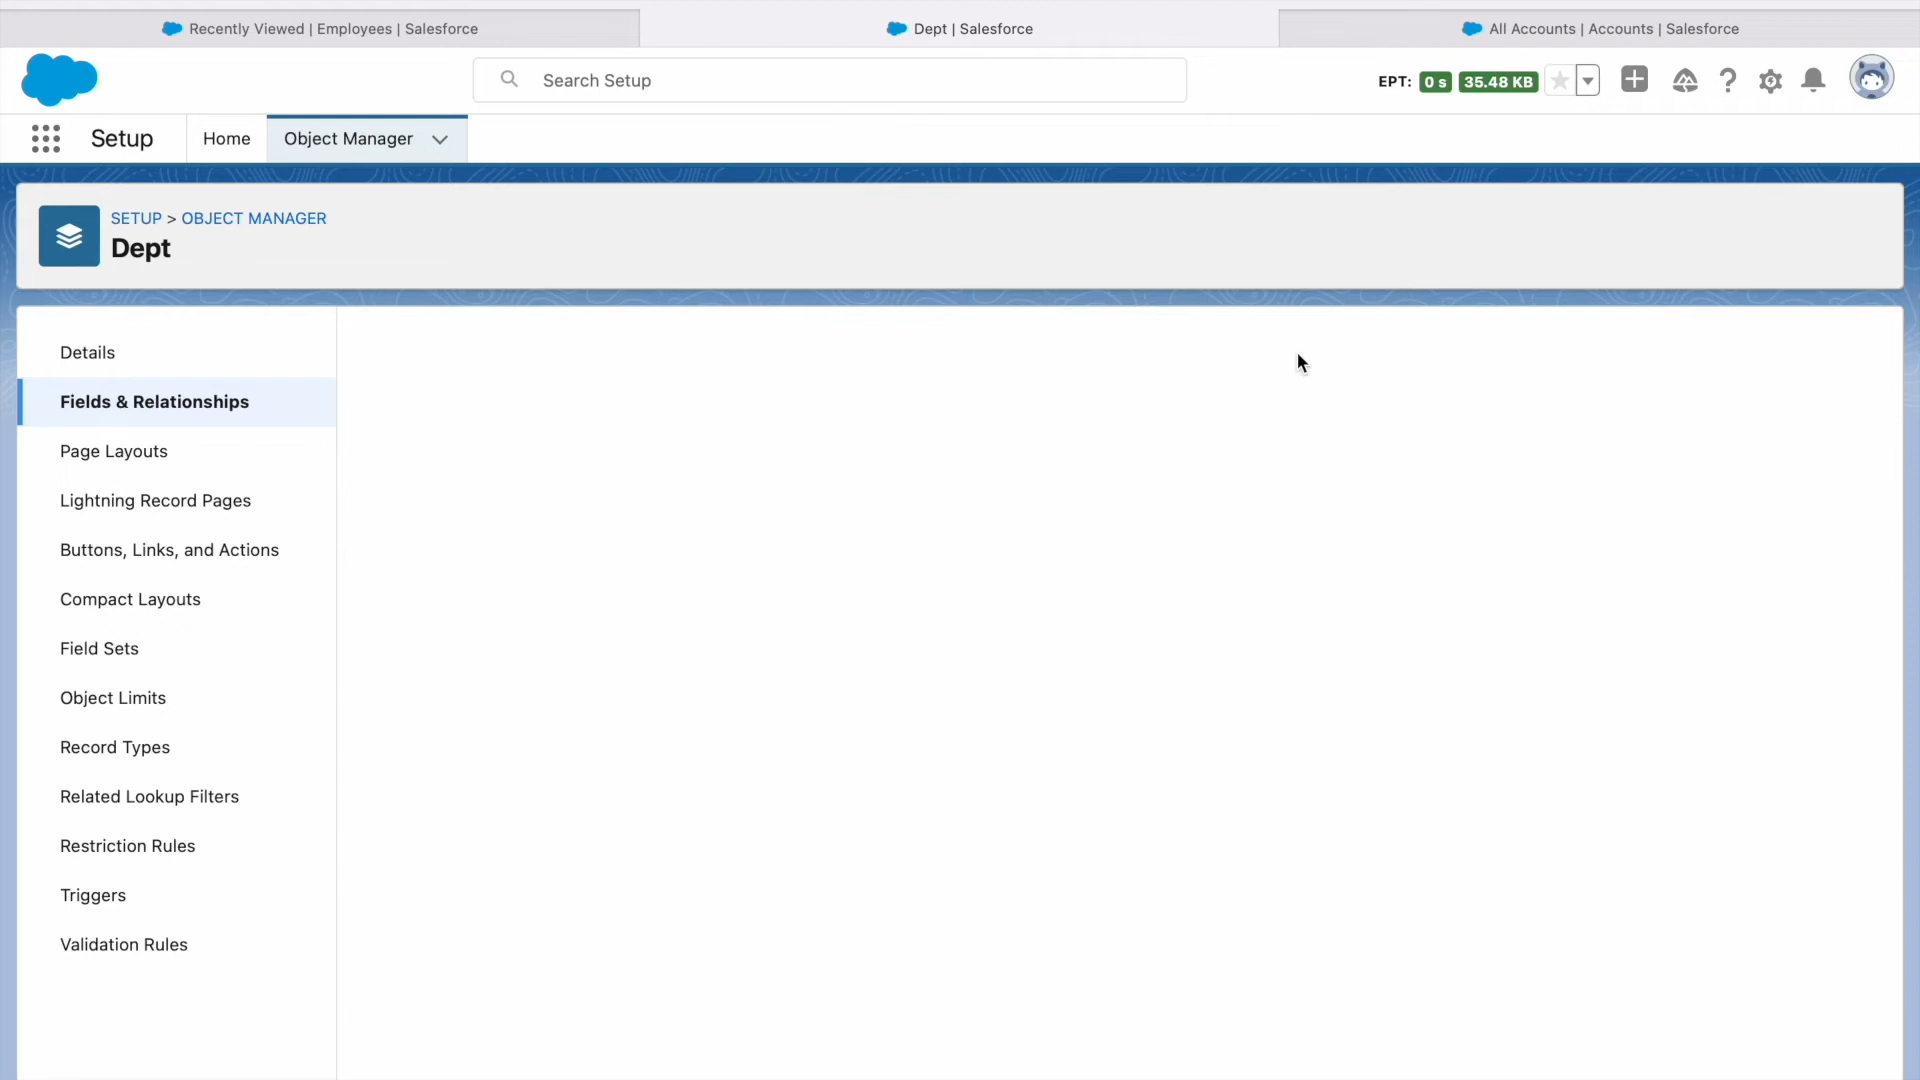 Recently Viewed | Employees | Salesforce
Dept | Salesforce
All Accounts | Accounts | Salesforce
Search Setup
EPT: 0 s 35.48 KB
Setup
Home
Object Manager
SETUP > OBJECT MANAGER
Dept
Details
Fields & Relationships
Page Layouts
Lightning Record Pages
Buttons, Links, and Actions
Compact Layouts
Field Sets
Object Limits
Record Types
Related Lookup Filters
Restriction Rules
Triggers
Validation Rules